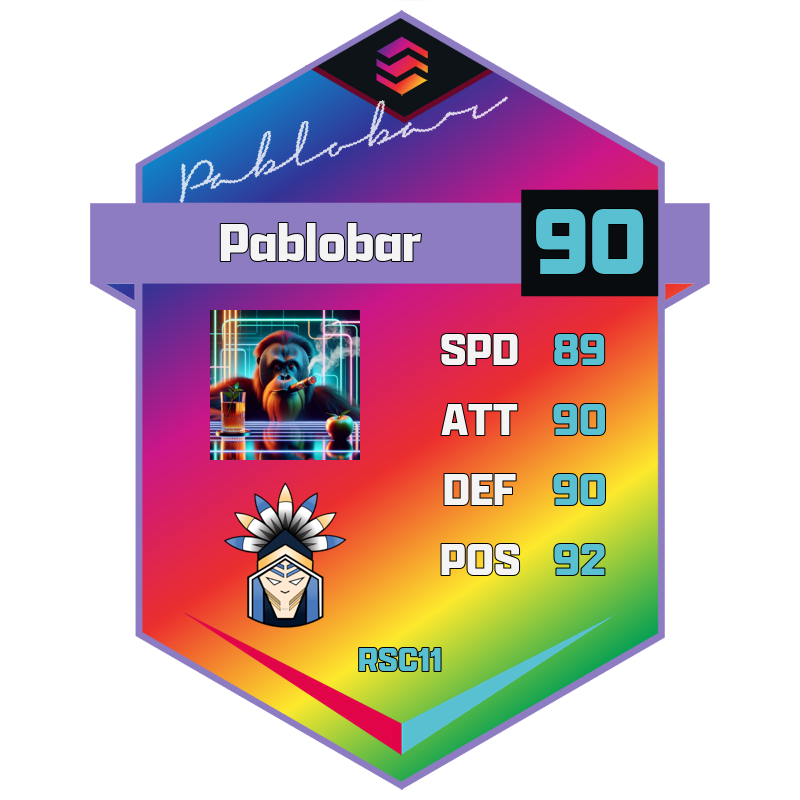 Pablobar
Pablobar 90
SPD 89
ATT 90
DEF 90
POS 92
RSC11